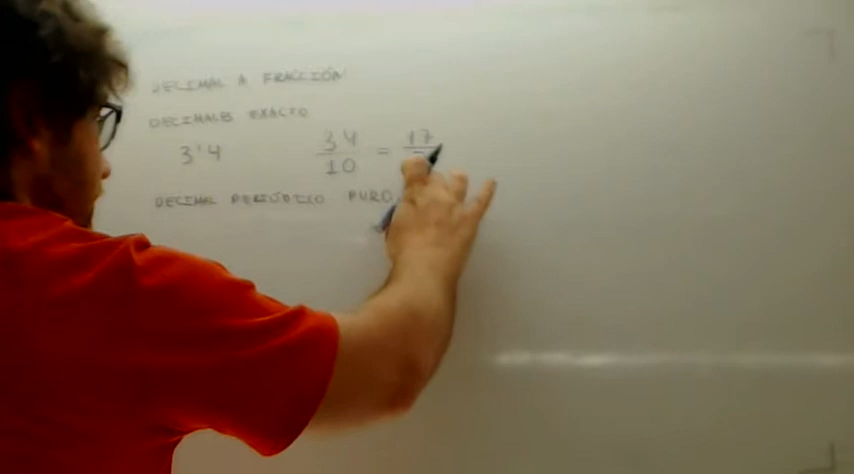 DECIMAL A FRACCIÓN
DECIMALES EXACTO
3'4 34/10 = 17/
DECIMAL PERIÓDICO PURO